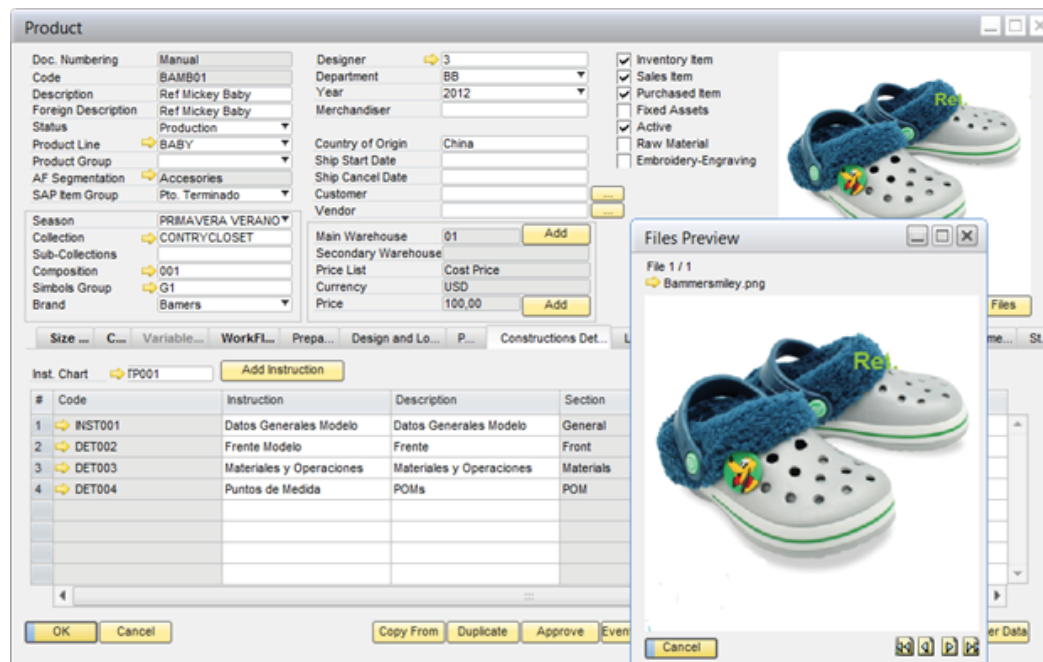 Product
Doc. Numbering Manual
Code BAMB01
Description Ref Mickey Baby
Foreign Description Ref Mickey Baby
Status Production
Product Line BABY
Product Group
AF Segmentation Accesories
SAP Item Group Pto. Terminado
Season PRIMAVERA VERANO
Collection CONTRYCLOSET
Sub-Collections
Composition 001
Simbols Group G1
Brand Bamers
Designer 3
Department BB
Year 2012
Merchandiser
Country of Origin China
Ship Start Date
Ship Cancel Date
Customer ...
Vendor ...
Main Warehouse 01 Add
Secondary Warehouse
Price List Cost Price
Currency USD
Price 100,00 Add
Inventory Item
Sales Item
Purchased Item
Fixed Assets
Active
Raw Material
Embroidery-Engraving
Ret.
Files
Size ... C... Variable... WorkFl... Prepa... Design and Lo... P... Constructions Det... L me... St.
Inst. Chart TP001 Add Instruction
# Code Instruction Description Section
1 INST001 Datos Generales Modelo Datos Generales Modelo General
2 DET002 Frente Modelo Frente Front
3 DET003 Materiales y Operaciones Materiales y Operaciones Materials
4 DET004 Puntos de Medida POMs POM
OK Cancel Copy From Duplicate Approve Even er Data
Files Preview
File 1 / 1
Bammersmiley.png
Ret.
Cancel